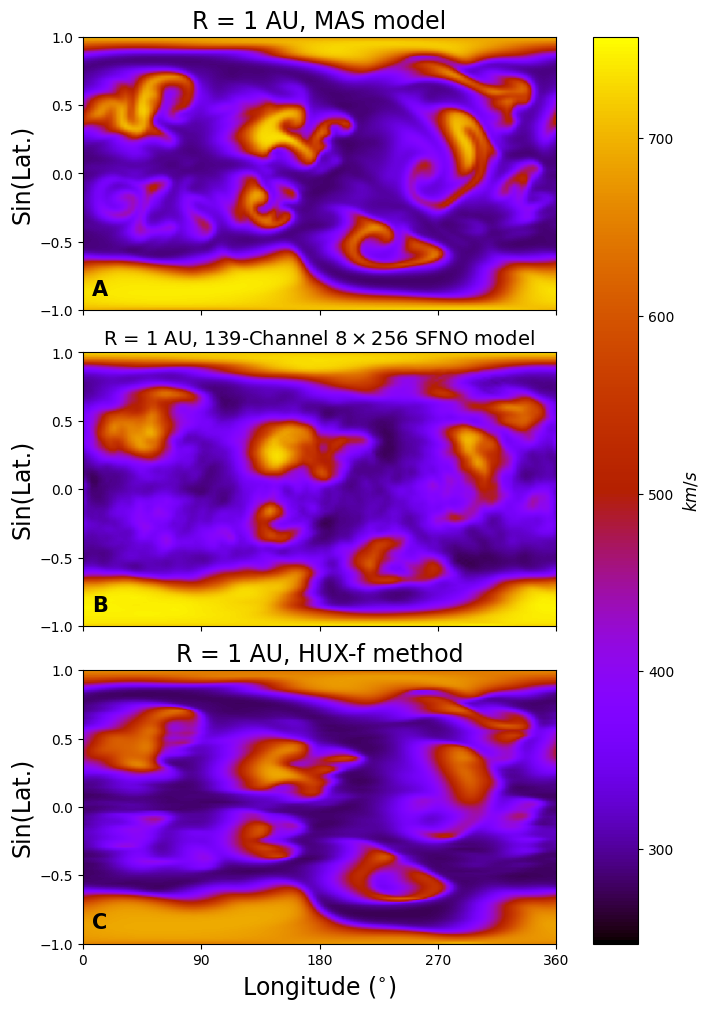 R = 1 AU, MAS model
1.0
0.5
0.0
−0.5
−1.0
Sin(Lat.)
A
R = 1 AU, 139-Channel 8 × 256 SFNO model
1.0
0.5
0.0
−0.5
−1.0
Sin(Lat.)
B
R = 1 AU, HUX-f method
1.0
0.5
0.0
−0.5
−1.0
Sin(Lat.)
C
0 90 180 270 360
Longitude (°)
700
600
500
400
300
km/s